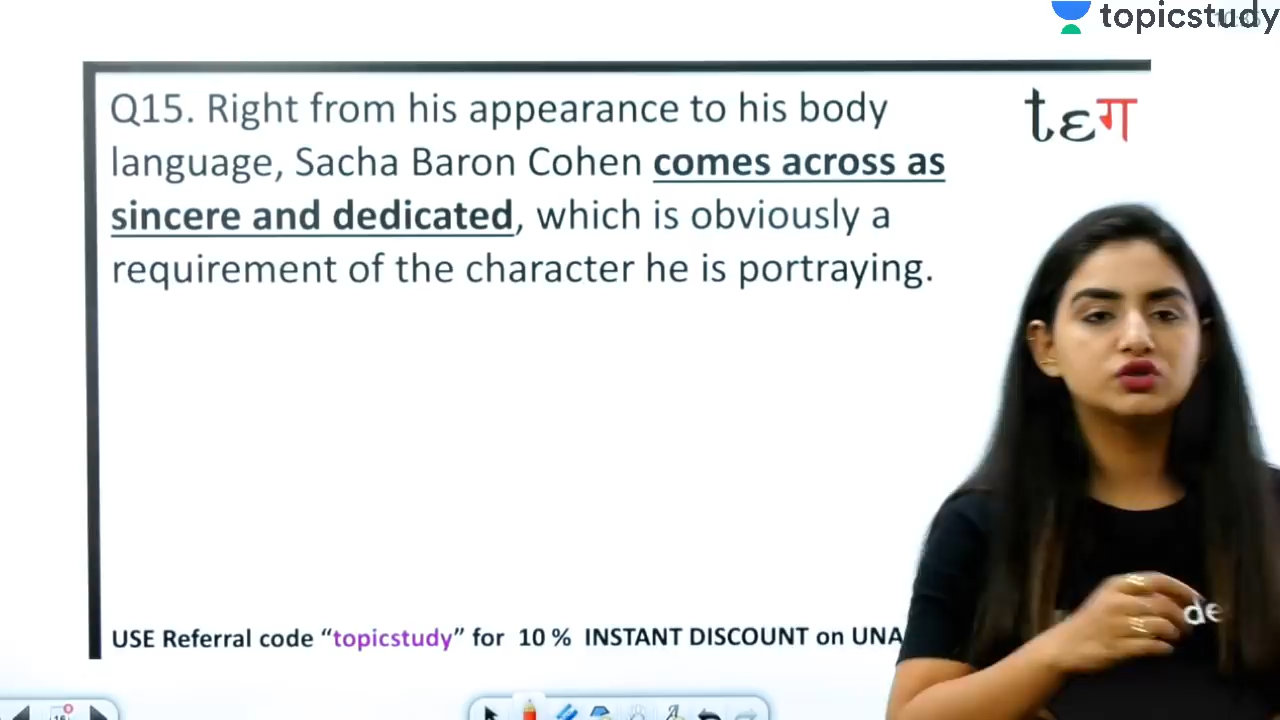 topicstudy
Q15. Right from his appearance to his body
language, Sacha Baron Cohen comes across as
sincere and dedicated, which is obviously a
requirement of the character he is portraying.
tεग
de
USE Referral code “topicstudy” for 10 % INSTANT DISCOUNT on UNA
16